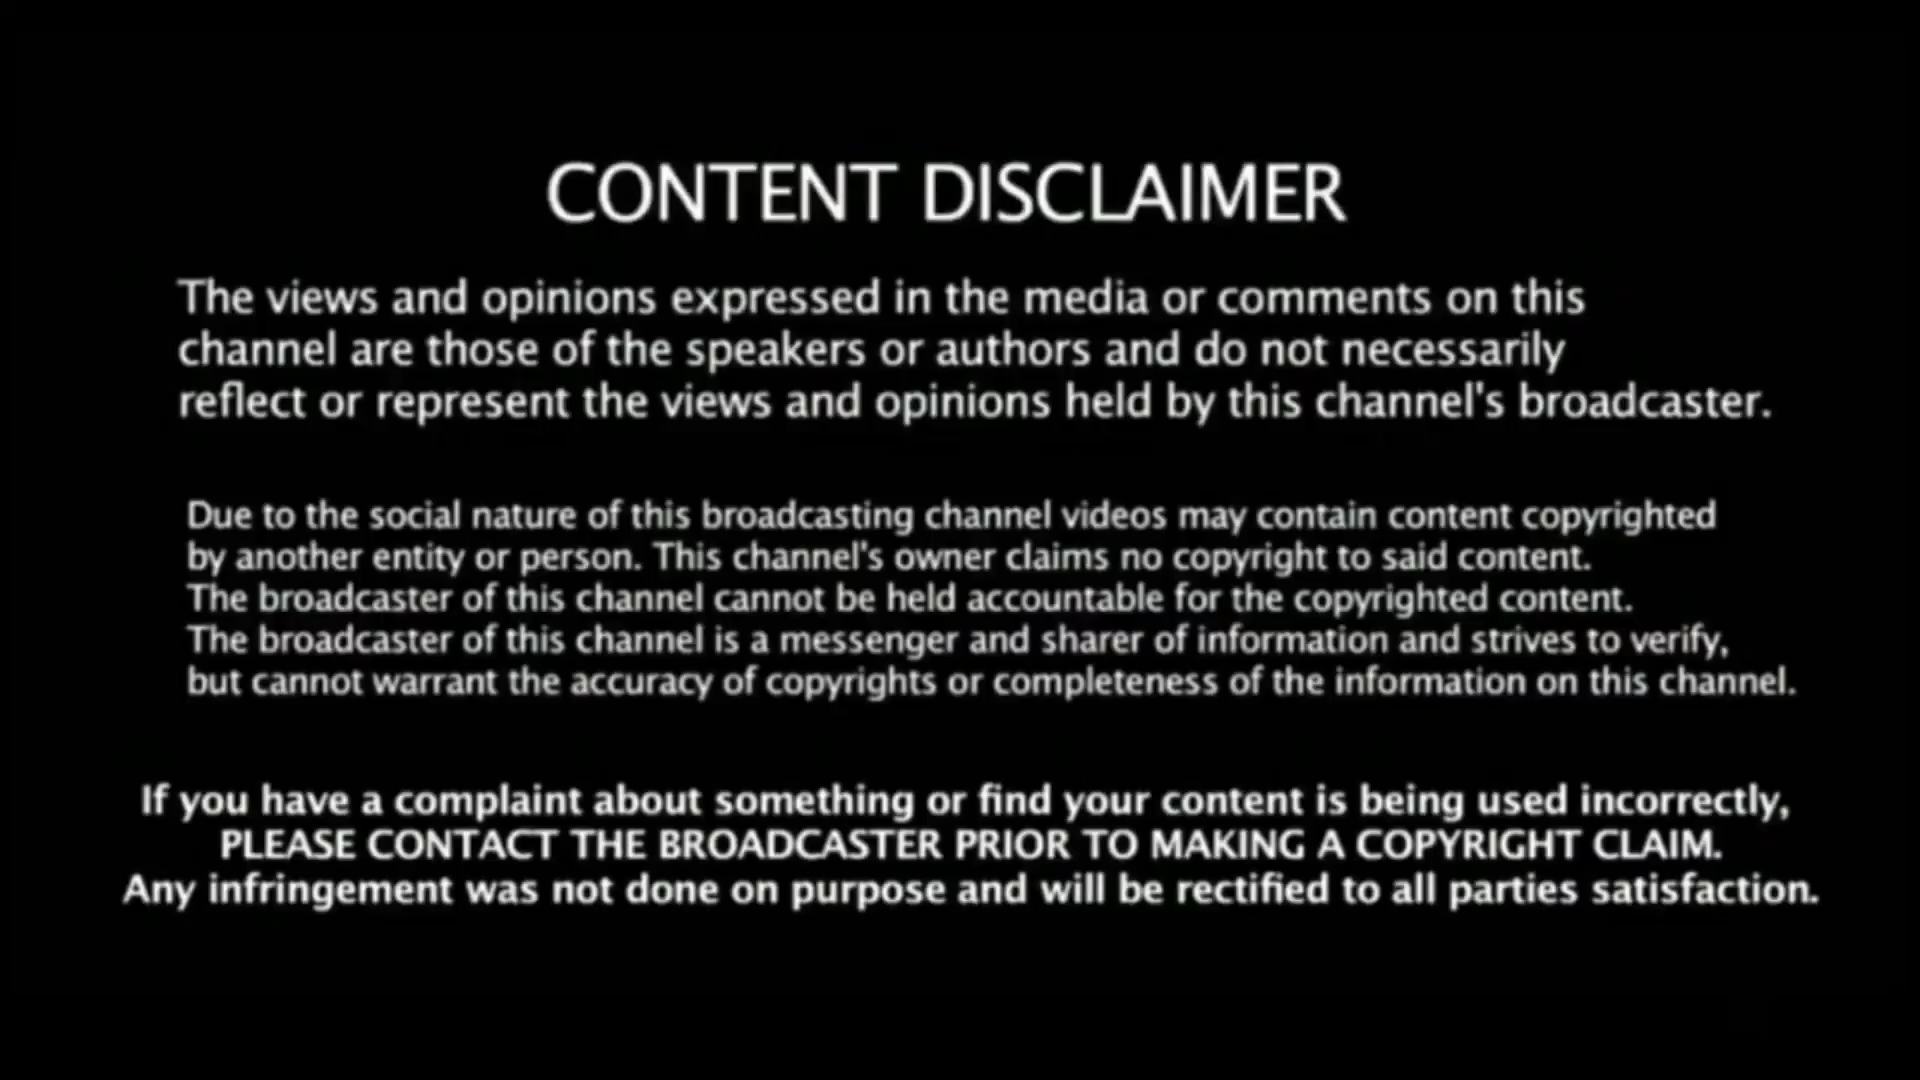 CONTENT DISCLAIMER
The views and opinions expressed in the media or comments on this
channel are those of the speakers or authors and do not necessarily
reflect or represent the views and opinions held by this channel's broadcaster.
Due to the social nature of this broadcasting channel videos may contain content copyrighted
by another entity or person. This channel's owner claims no copyright to said content.
The broadcaster of this channel cannot be held accountable for the copyrighted content.
The broadcaster of this channel is a messenger and sharer of information and strives to verify,
but cannot warrant the accuracy of copyrights or completeness of the information on this channel.
If you have a complaint about something or find your content is being used incorrectly,
PLEASE CONTACT THE BROADCASTER PRIOR TO MAKING A COPYRIGHT CLAIM.
Any infringement was not done on purpose and will be rectified to all parties satisfaction.